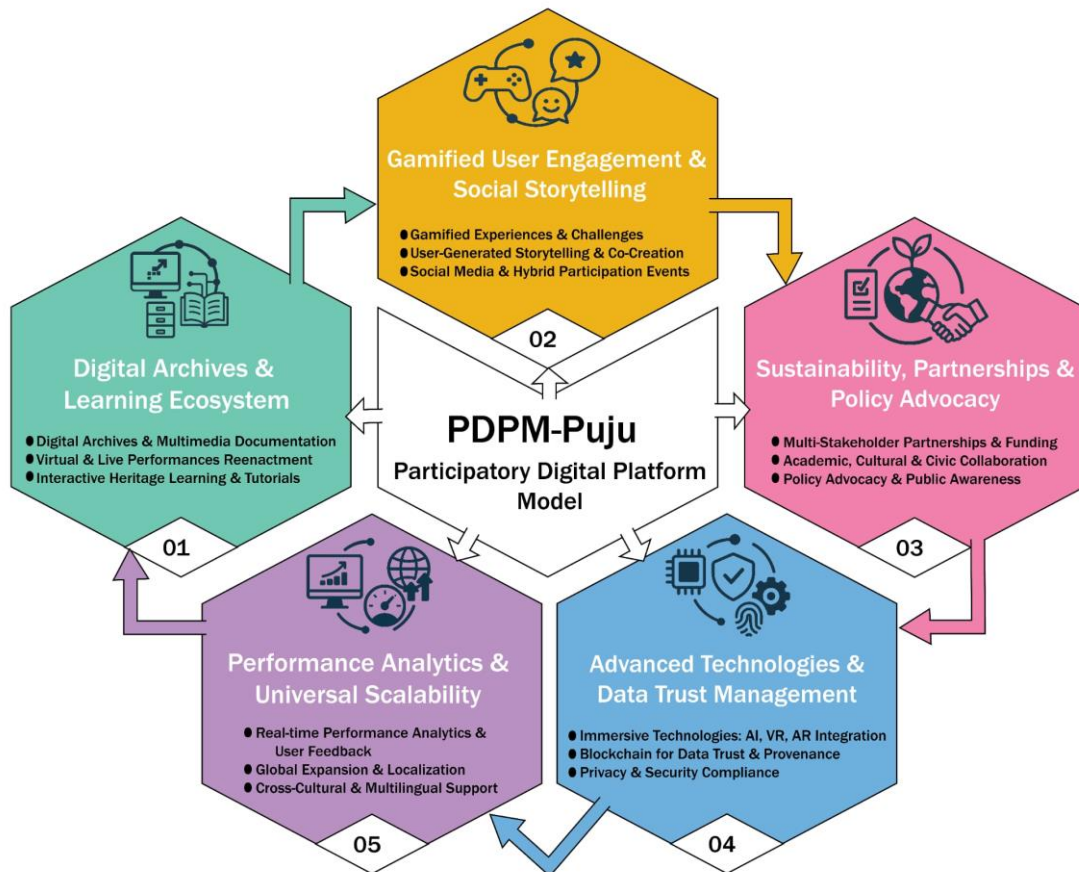 PDPM-Puju
Participatory Digital Platform
Model
Digital Archives &
Learning Ecosystem
● Digital Archives & Multimedia Documentation
● Virtual & Live Performances Reenactment
● Interactive Heritage Learning & Tutorials
01
Gamified User Engagement &
Social Storytelling
● Gamified Experiences & Challenges
● User-Generated Storytelling & Co-Creation
● Social Media & Hybrid Participation Events
02
Sustainability, Partnerships &
Policy Advocacy
● Multi-Stakeholder Partnerships & Funding
● Academic, Cultural & Civic Collaboration
● Policy Advocacy & Public Awareness
03
Advanced Technologies &
Data Trust Management
● Immersive Technologies: AI, VR, AR Integration
● Blockchain for Data Trust & Provenance
● Privacy & Security Compliance
04
Performance Analytics &
Universal Scalability
● Real-time Performance Analytics &
User Feedback
● Global Expansion & Localization
● Cross-Cultural & Multilingual Support
05